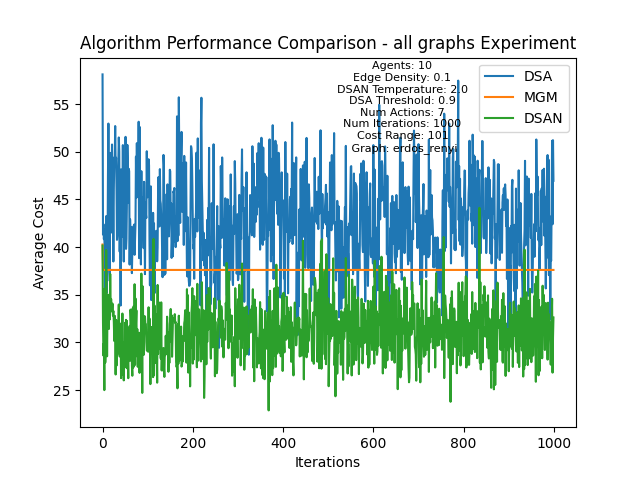 Algorithm Performance Comparison - all graphs Experiment
Agents: 10
Edge Density: 0.1
DSAN Temperature: 2.0
DSA Threshold: 0.9
Num Actions: 7
Num Iterations: 1000
Cost Range: 101
Graph: erdos_renyi
DSA
MGM
DSAN
Average Cost
55
50
45
40
35
30
25
0
200
400
600
800
1000
Iterations